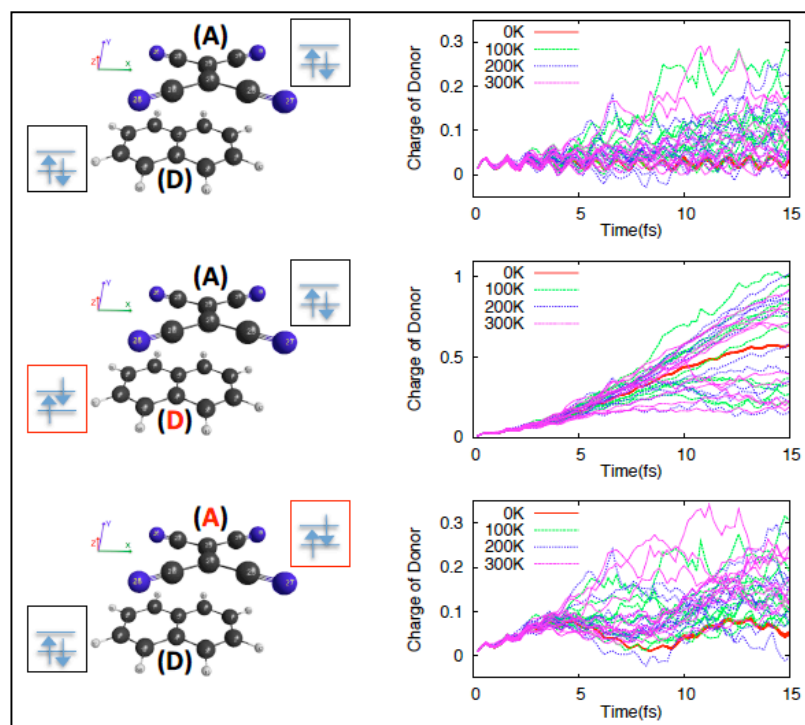 (A)
Y
Z
X
(D)
0K
100K
200K
300K
Charge of Donor
0.3
0.2
0.1
0
0 5 10 15
Time(fs)
(A)
Y
Z
X
(D)
0K
100K
200K
300K
Charge of Donor
1
0.5
0
0 5 10 15
Time(fs)
(A)
Y
Z
X
(D)
0K
100K
200K
300K
Charge of Donor
0.3
0.2
0.1
0
0 5 10 15
Time(fs)